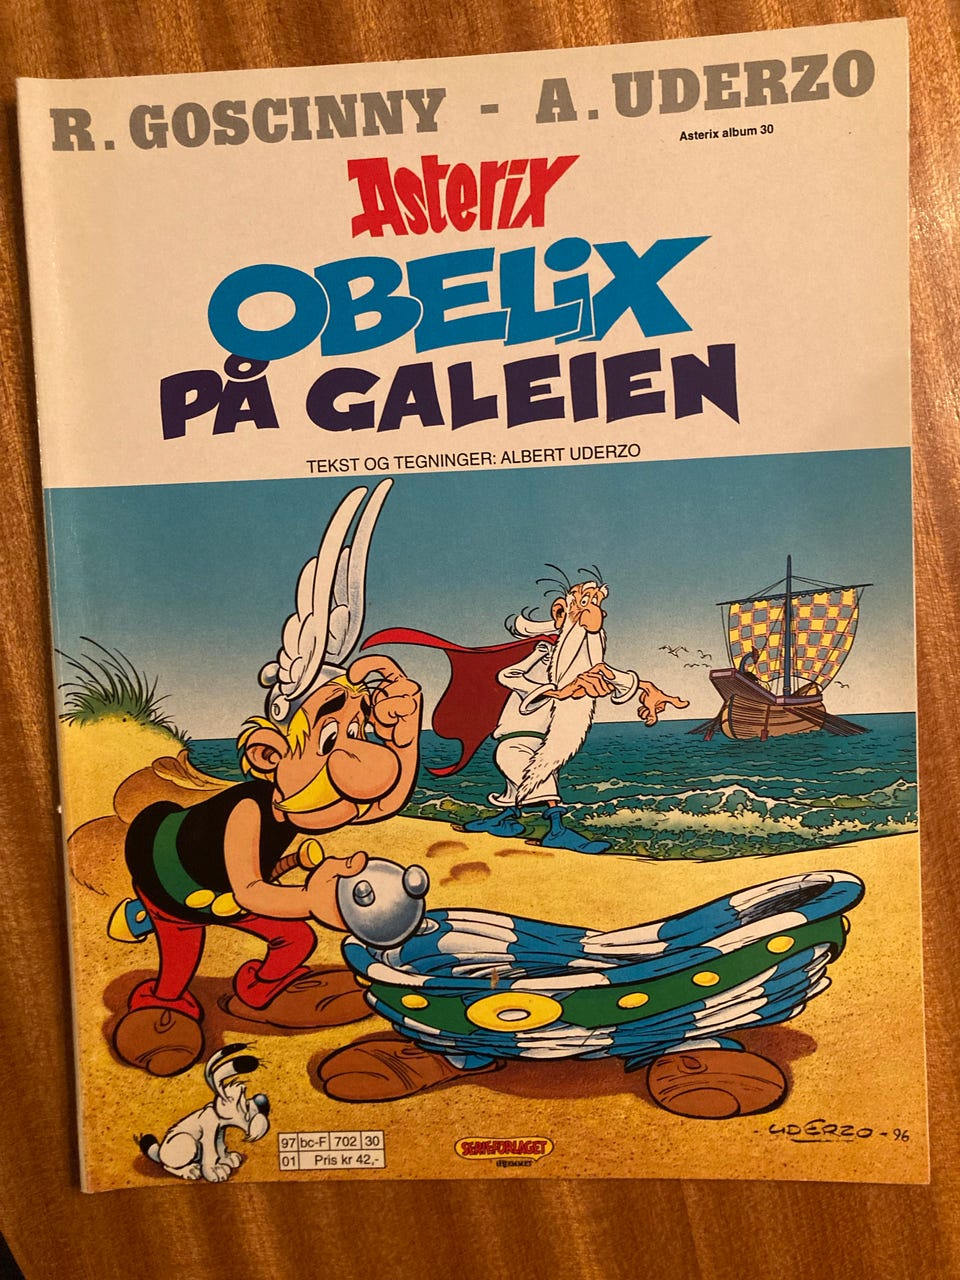 R. GOSCINNY - A. UDERZO
Asterix album 30
Asterix
OBELiX
PÅ GALEIEN
TEKST OG TEGNINGER: ALBERT UDERZO
97 bc-F 702 30
01 Pris kr 42,-
SERIEFORLAGET
- UDERZO - 96